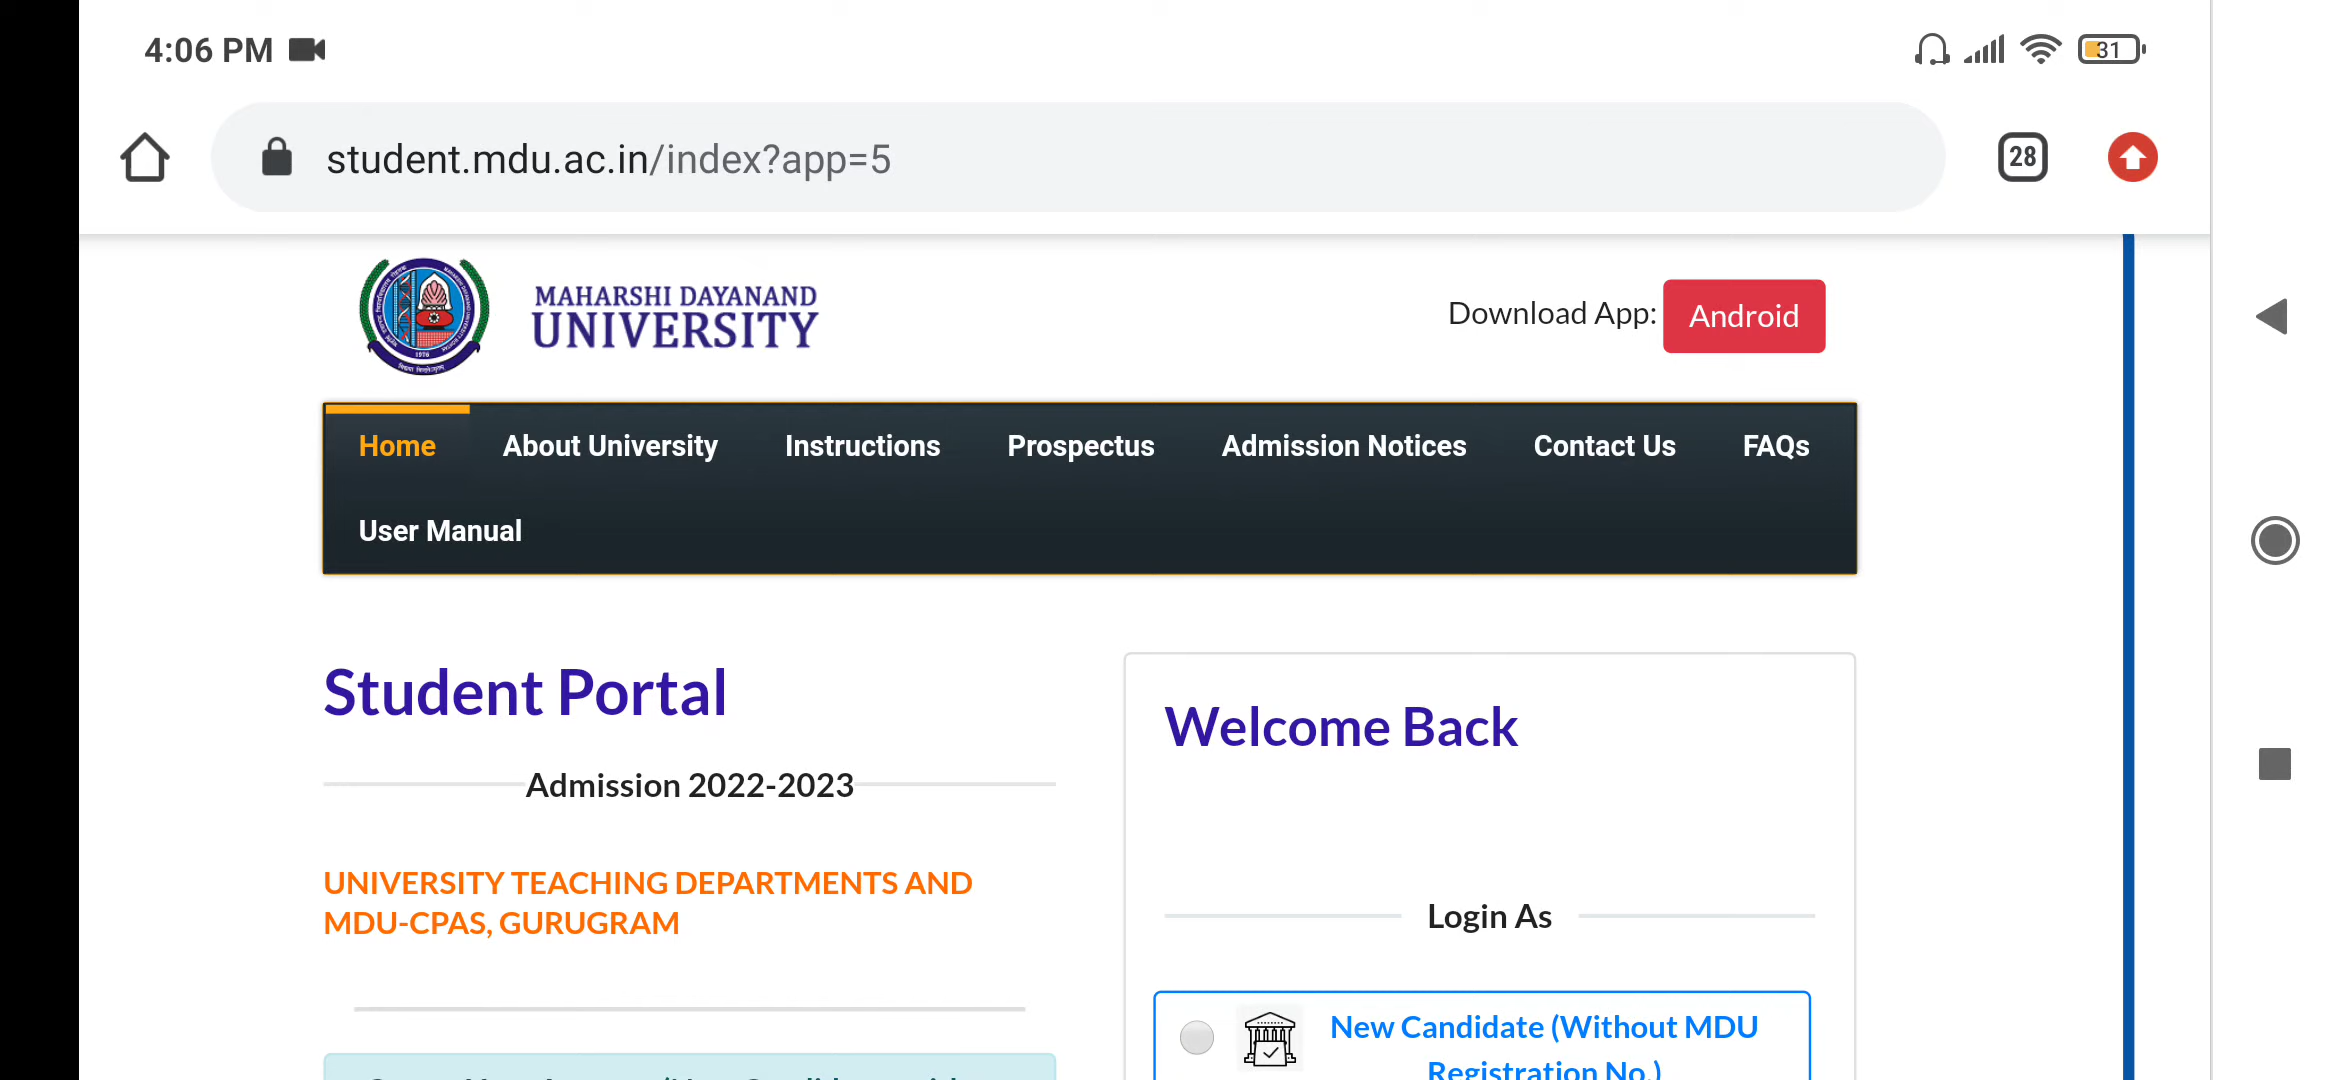 4:06 PM
31
student.mdu.ac.in/index?app=5
28
MAHARSHI DAYANAND
UNIVERSITY
1976
Download App: Android
Home About University Instructions Prospectus Admission Notices Contact Us FAQs
User Manual
Student Portal
Admission 2022-2023
UNIVERSITY TEACHING DEPARTMENTS AND
MDU-CPAS, GURUGRAM
Welcome Back
Login As
New Candidate (Without MDU
Registration No.)